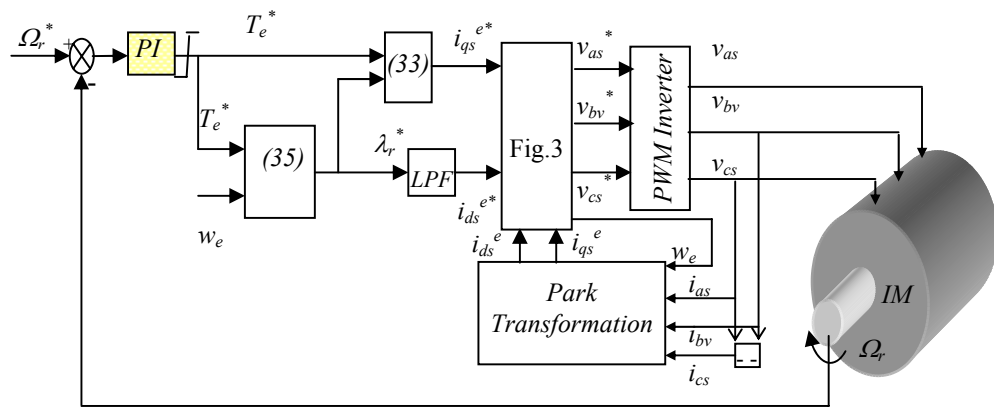 Ω_r^*
+
-
PI
T_e^*
T_e^*
w_e
(35)
(33)
λ_r^*
LPF
i_qs^e*
i_ds^e*
Fig.3
v_as^*
v_bv^*
v_cs^*
PWM Inverter
v_as
v_bv
v_cs
i_ds^e
i_qs^e
w_e
Park
Transformation
i_as
i_bv
i_cs
- -
IM
Ω_r